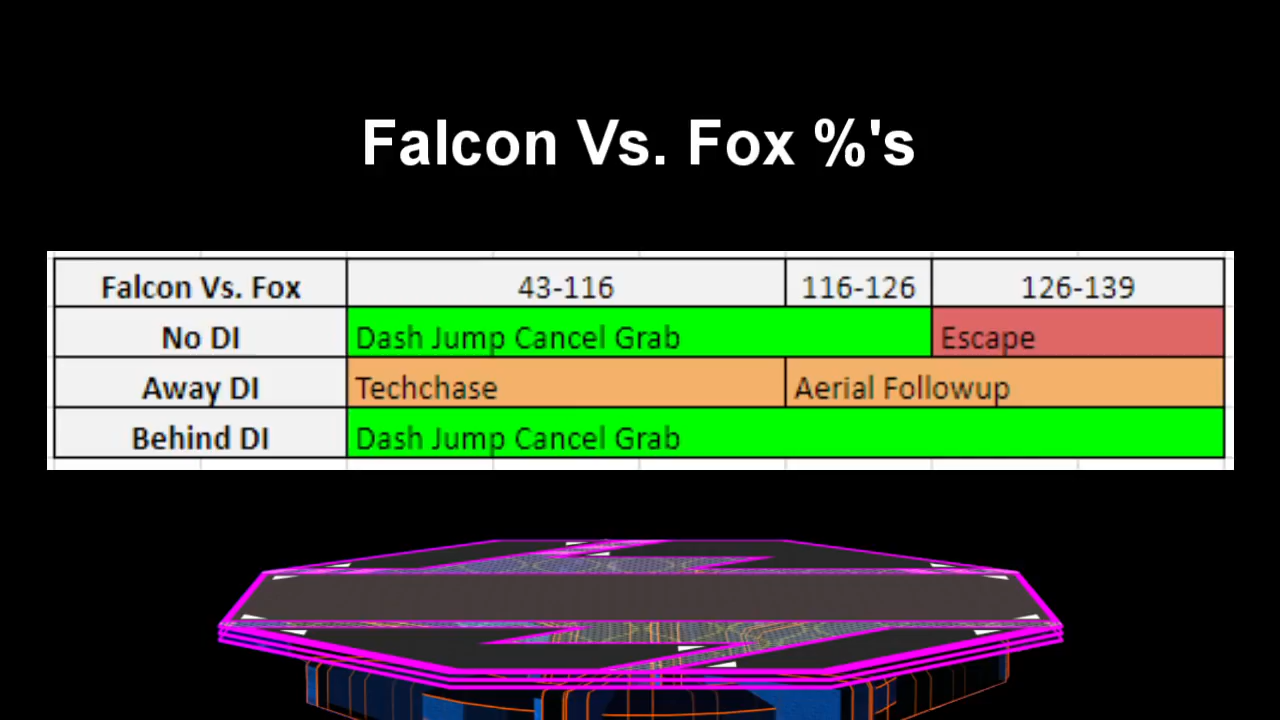 Falcon Vs. Fox %'s
Falcon Vs. Fox 43-116 116-126 126-139
No DI Dash Jump Cancel Grab Escape
Away DI Techchase Aerial Followup
Behind DI Dash Jump Cancel Grab